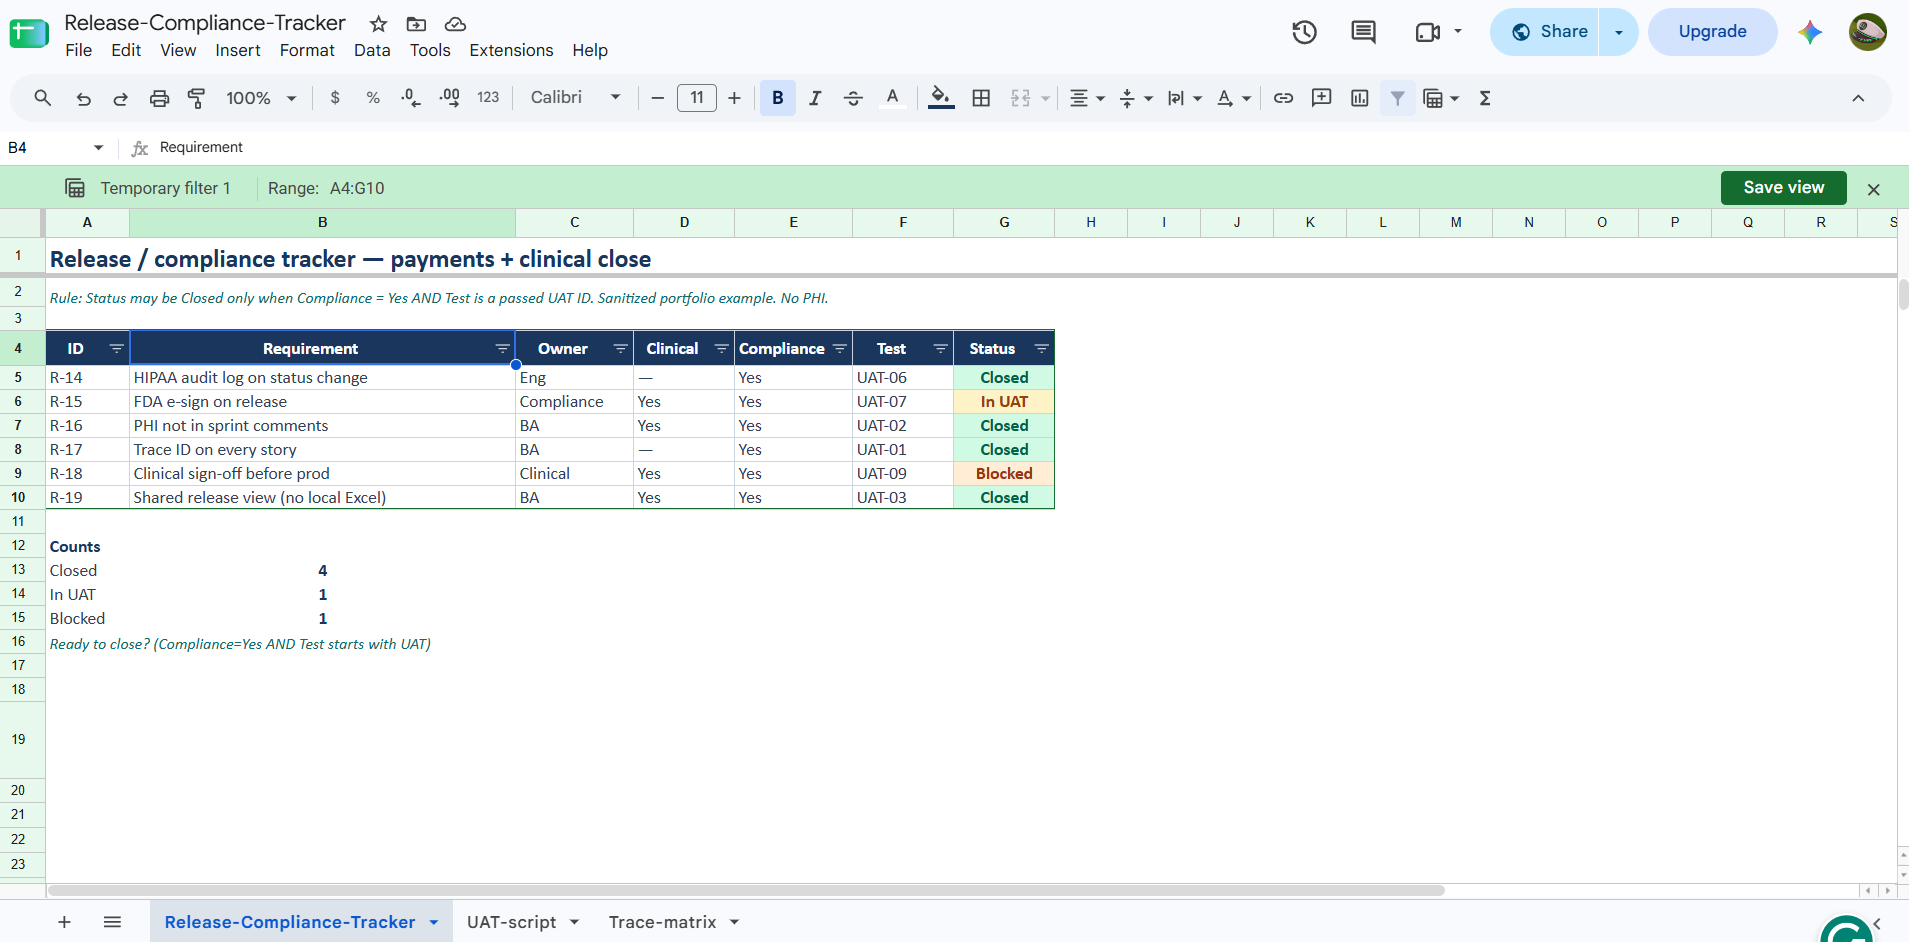 Release-Compliance-Tracker
File Edit View Insert Format Data Tools Extensions Help
Share
Upgrade
100% $ % .0 .00 123 Calibri 11 B I S A
B4 fx Requirement
Temporary filter 1 Range: A4:G10 Save view
A B C D E F G H I J K L M N O P Q R S
1 Release / compliance tracker — payments + clinical close
2 Rule: Status may be Closed only when Compliance = Yes AND Test is a passed UAT ID. Sanitized portfolio example. No PHI.
3
4 ID Requirement Owner Clinical Compliance Test Status
5 R-14 HIPAA audit log on status change Eng — Yes UAT-06 Closed
6 R-15 FDA e-sign on release Compliance Yes Yes UAT-07 In UAT
7 R-16 PHI not in sprint comments BA Yes Yes UAT-02 Closed
8 R-17 Trace ID on every story BA — Yes UAT-01 Closed
9 R-18 Clinical sign-off before prod Clinical Yes Yes UAT-09 Blocked
10 R-19 Shared release view (no local Excel) BA Yes Yes UAT-03 Closed
11
12 Counts
13 Closed 4
14 In UAT 1
15 Blocked 1
16 Ready to close? (Compliance=Yes AND Test starts with UAT)
17
18
19
20
21
22
23
Release-Compliance-Tracker UAT-script Trace-matrix